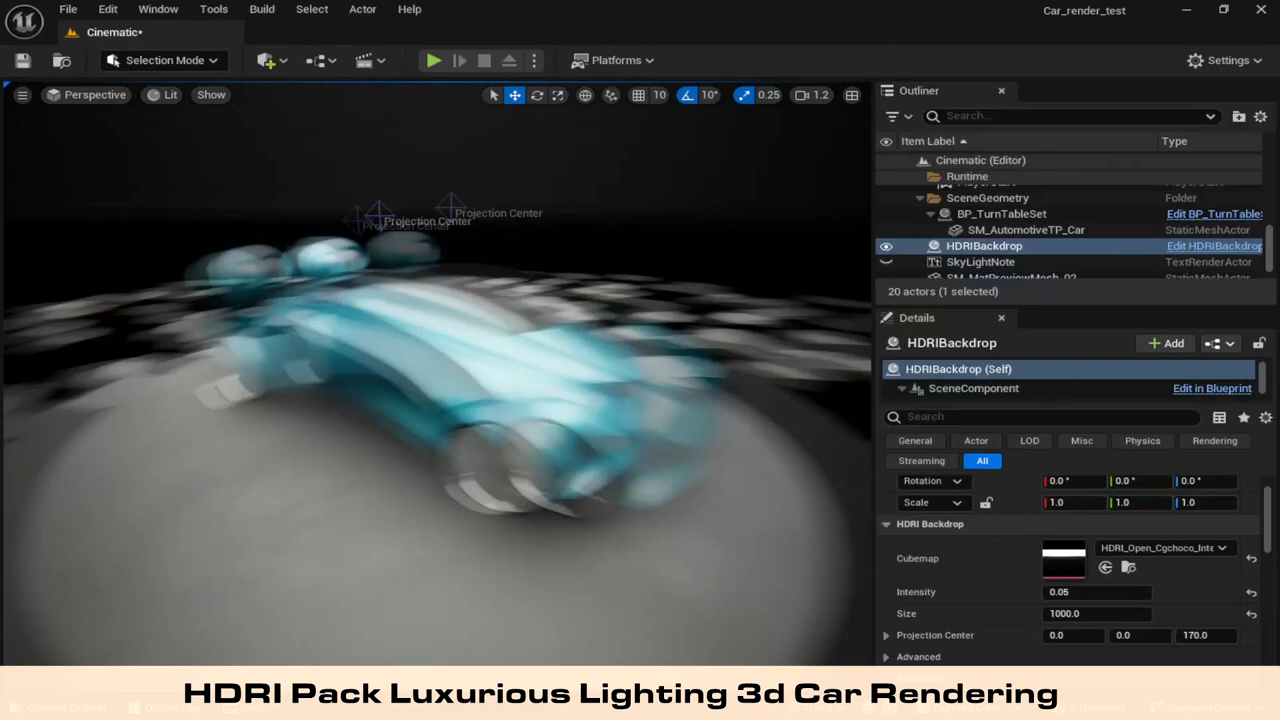 File Edit Window Tools Build Select Actor Help
Car_render_test
Cinematic*
Selection Mode
Platforms
Settings
Perspective Lit Show
10 10° 0.25 1.2
Outliner
Search...
Item Label Type
Cinematic (Editor)
Runtime
SceneGeometry Folder
BP_TurnTableSet Edit BP_TurnTable
SM_AutomotiveTP_Car StaticMeshActor
HDRIBackdrop Edit HDRIBackdrop
SkyLightNote TextRenderActor
SM_MatPreviewMesh_02 StaticMeshActor
20 actors (1 selected)
Projection Center
Projection Center
Projection Center
Details
HDRIBackdrop
Add
HDRIBackdrop (Self)
SceneComponent Edit in Blueprint
Search
General Actor LOD Misc Physics Rendering
Streaming All
Rotation 0.0 ° 0.0 ° 0.0 °
Scale 1.0 1.0 1.0
HDRI Backdrop
Cubemap HDRI_Open_Cgchoco_Inte
Intensity 0.05
Size 1000.0
Projection Center 0.0 0.0 170.0
Advanced
HDRI Pack Luxurious Lighting 3d Car Rendering